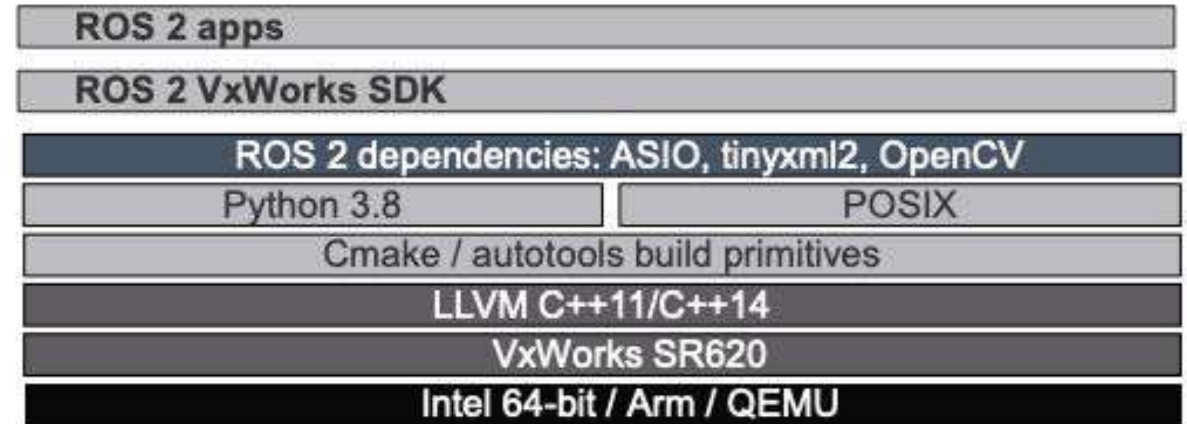 ROS 2 apps
ROS 2 VxWorks SDK
ROS 2 dependencies: ASIO, tinyxml2, OpenCV
Python 3.8
POSIX
Cmake / autotools build primitives
LLVM C++11/C++14
VxWorks SR620
Intel 64-bit / Arm / QEMU